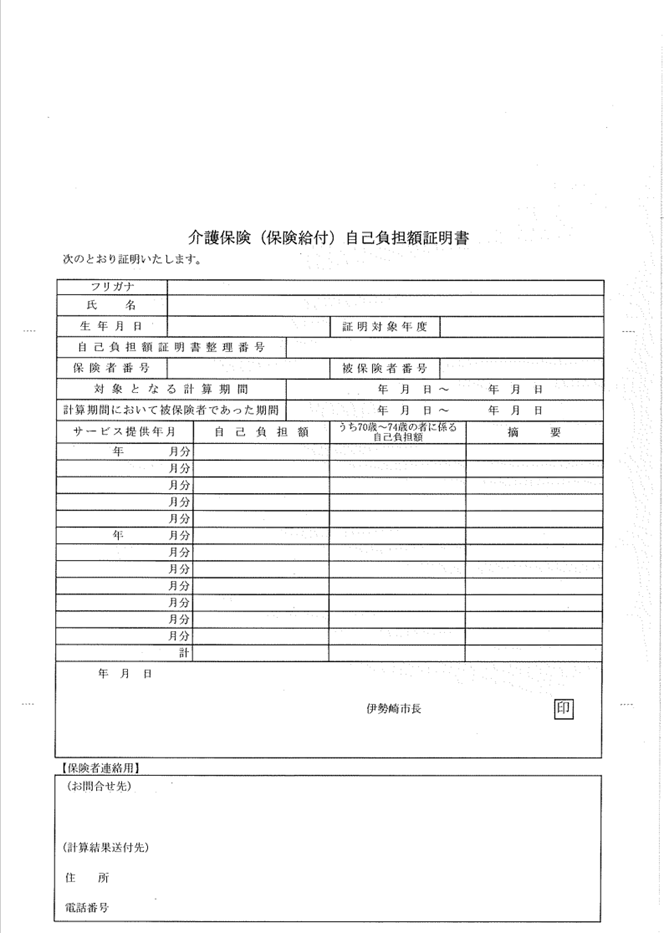 介護保険（保険給付）自己負担額証明書
次のとおり証明いたします。
フリガナ
氏　名
生年月日　証明対象年度
自己負担額証明書整理番号
保険者番号　被保険者番号
対象となる計算期間　年　月　日～　年　月　日
計算期間において被保険者であった期間　年　月　日～　年　月　日
サービス提供年月　自己負担額　うち70歳～74歳の者に係る自己負担額　摘　要
年　月分
月分
月分
月分
月分
年　月分
月分
月分
月分
月分
月分
月分
計
年　月　日
伊勢崎市長　印
【保険者連絡用】
（お問合せ先）
（計算結果送付先）
住　所
電話番号